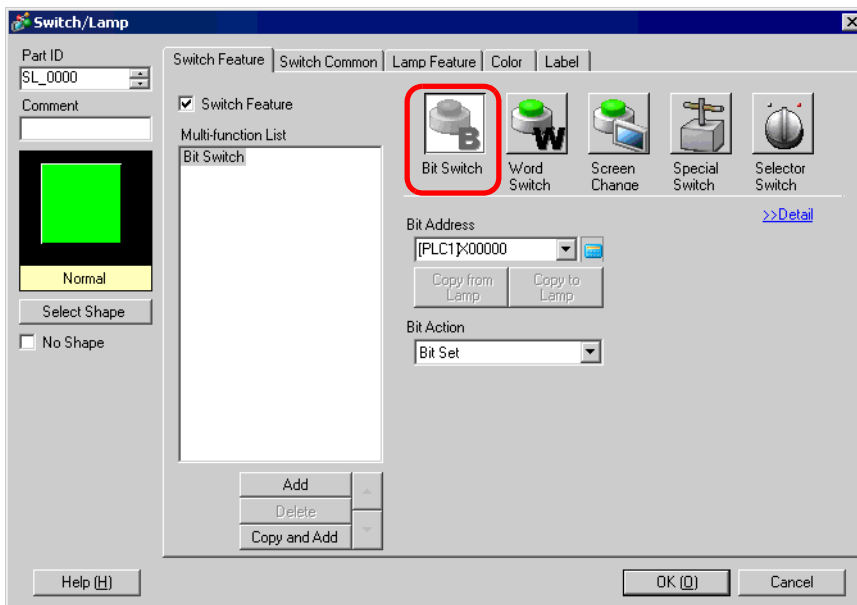 Switch/Lamp
Part ID
SL_0000
Comment
Normal
Select Shape
No Shape
Switch Feature
Switch Common
Lamp Feature
Color
Label
Switch Feature
Multi-function List
Bit Switch
Add
Delete
Copy and Add
B
Bit Switch
W
Word
Switch
Screen
Change
Special
Switch
Selector
Switch
>>Detail
Bit Address
[PLC1]X00000
Copy from
Lamp
Copy to
Lamp
Bit Action
Bit Set
Help (H)
OK (O)
Cancel